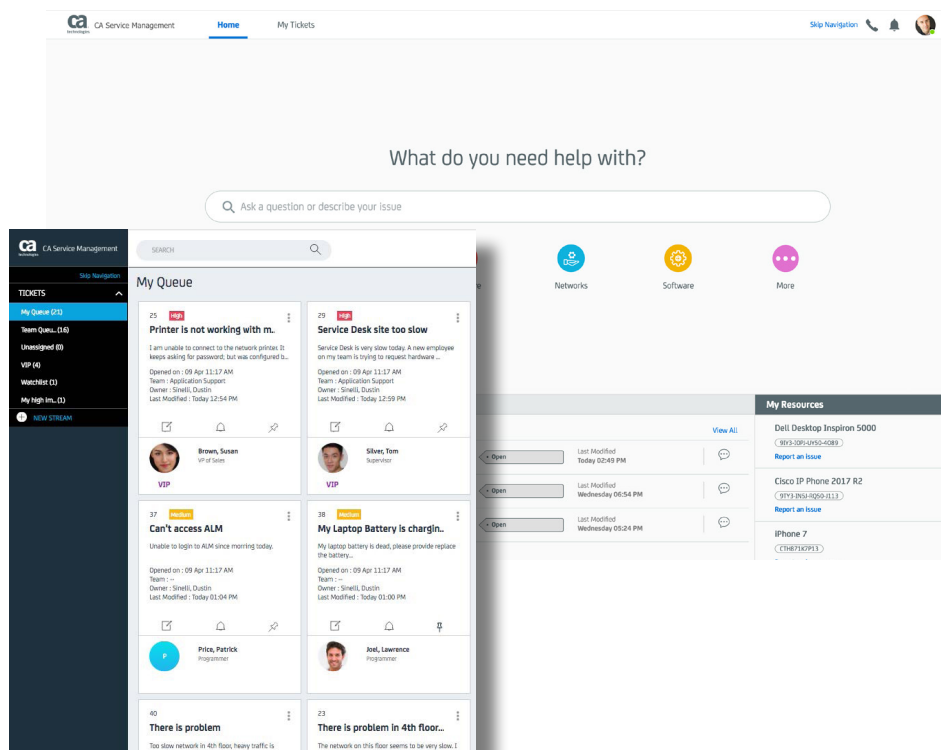 ca
technologies
CA Service Management
Home
My Tickets
Skip Navigation
What do you need help with?
Ask a question or describe your issue
Networks
Software
More
View All
Open
Last Modified
Today 02:49 PM
Open
Last Modified
Wednesday 06:54 PM
Open
Last Modified
Wednesday 05:24 PM
My Resources
Dell Desktop Inspiron 5000
Report an issue
Cisco IP Phone 2017 R2
Report an issue
iPhone 7
CTHB71K7P13
ca
technologies
CA Service Management
Skip Navigation
TICKETS
My Queue (21)
Team Queu.. (16)
Unassigned (0)
VIP (4)
Watchlist (1)
My high im.. (1)
NEW STREAM
SEARCH
My Queue
25 High
Printer is not working with m..
I am unable to connect to the network printer. It
keeps asking for password; but was configured b...
Opened on : 09 Apr 11:17 AM
Team : Application Support
Owner : Sinelli, Dustin
Last Modified : Today 12:54 PM
Brown, Susan
VP of Sales
VIP
29 High
Service Desk site too slow
Service Desk is very slow today. A new employee
on my team is trying to request hardware ...
Opened on : 09 Apr 11:17 AM
Team : Application Support
Owner : Sinelli, Dustin
Last Modified : Today 12:59 PM
Silver, Tom
Supervisor
VIP
37 Medium
Can't access ALM
Unable to login to ALM since morring today.
Opened on : 09 Apr 11:17 AM
Team : --
Owner : Sinelli, Dustin
Last Modified : Today 01:04 PM
P
Price, Patrick
Programmer
38 Medium
My Laptop Battery is chargin..
My laptop battery is dead, please provide replace
the battery...
Opened on : 09 Apr 11:17 AM
Team : --
Owner : Sinelli, Dustin
Last Modified : Today 01:00 PM
Joel, Lawrence
Programmer
40
There is problem
Too slow network in 4th floor, heavy traffic is
23
There is problem in 4th floor...
The network on this floor seems to be very slow. I